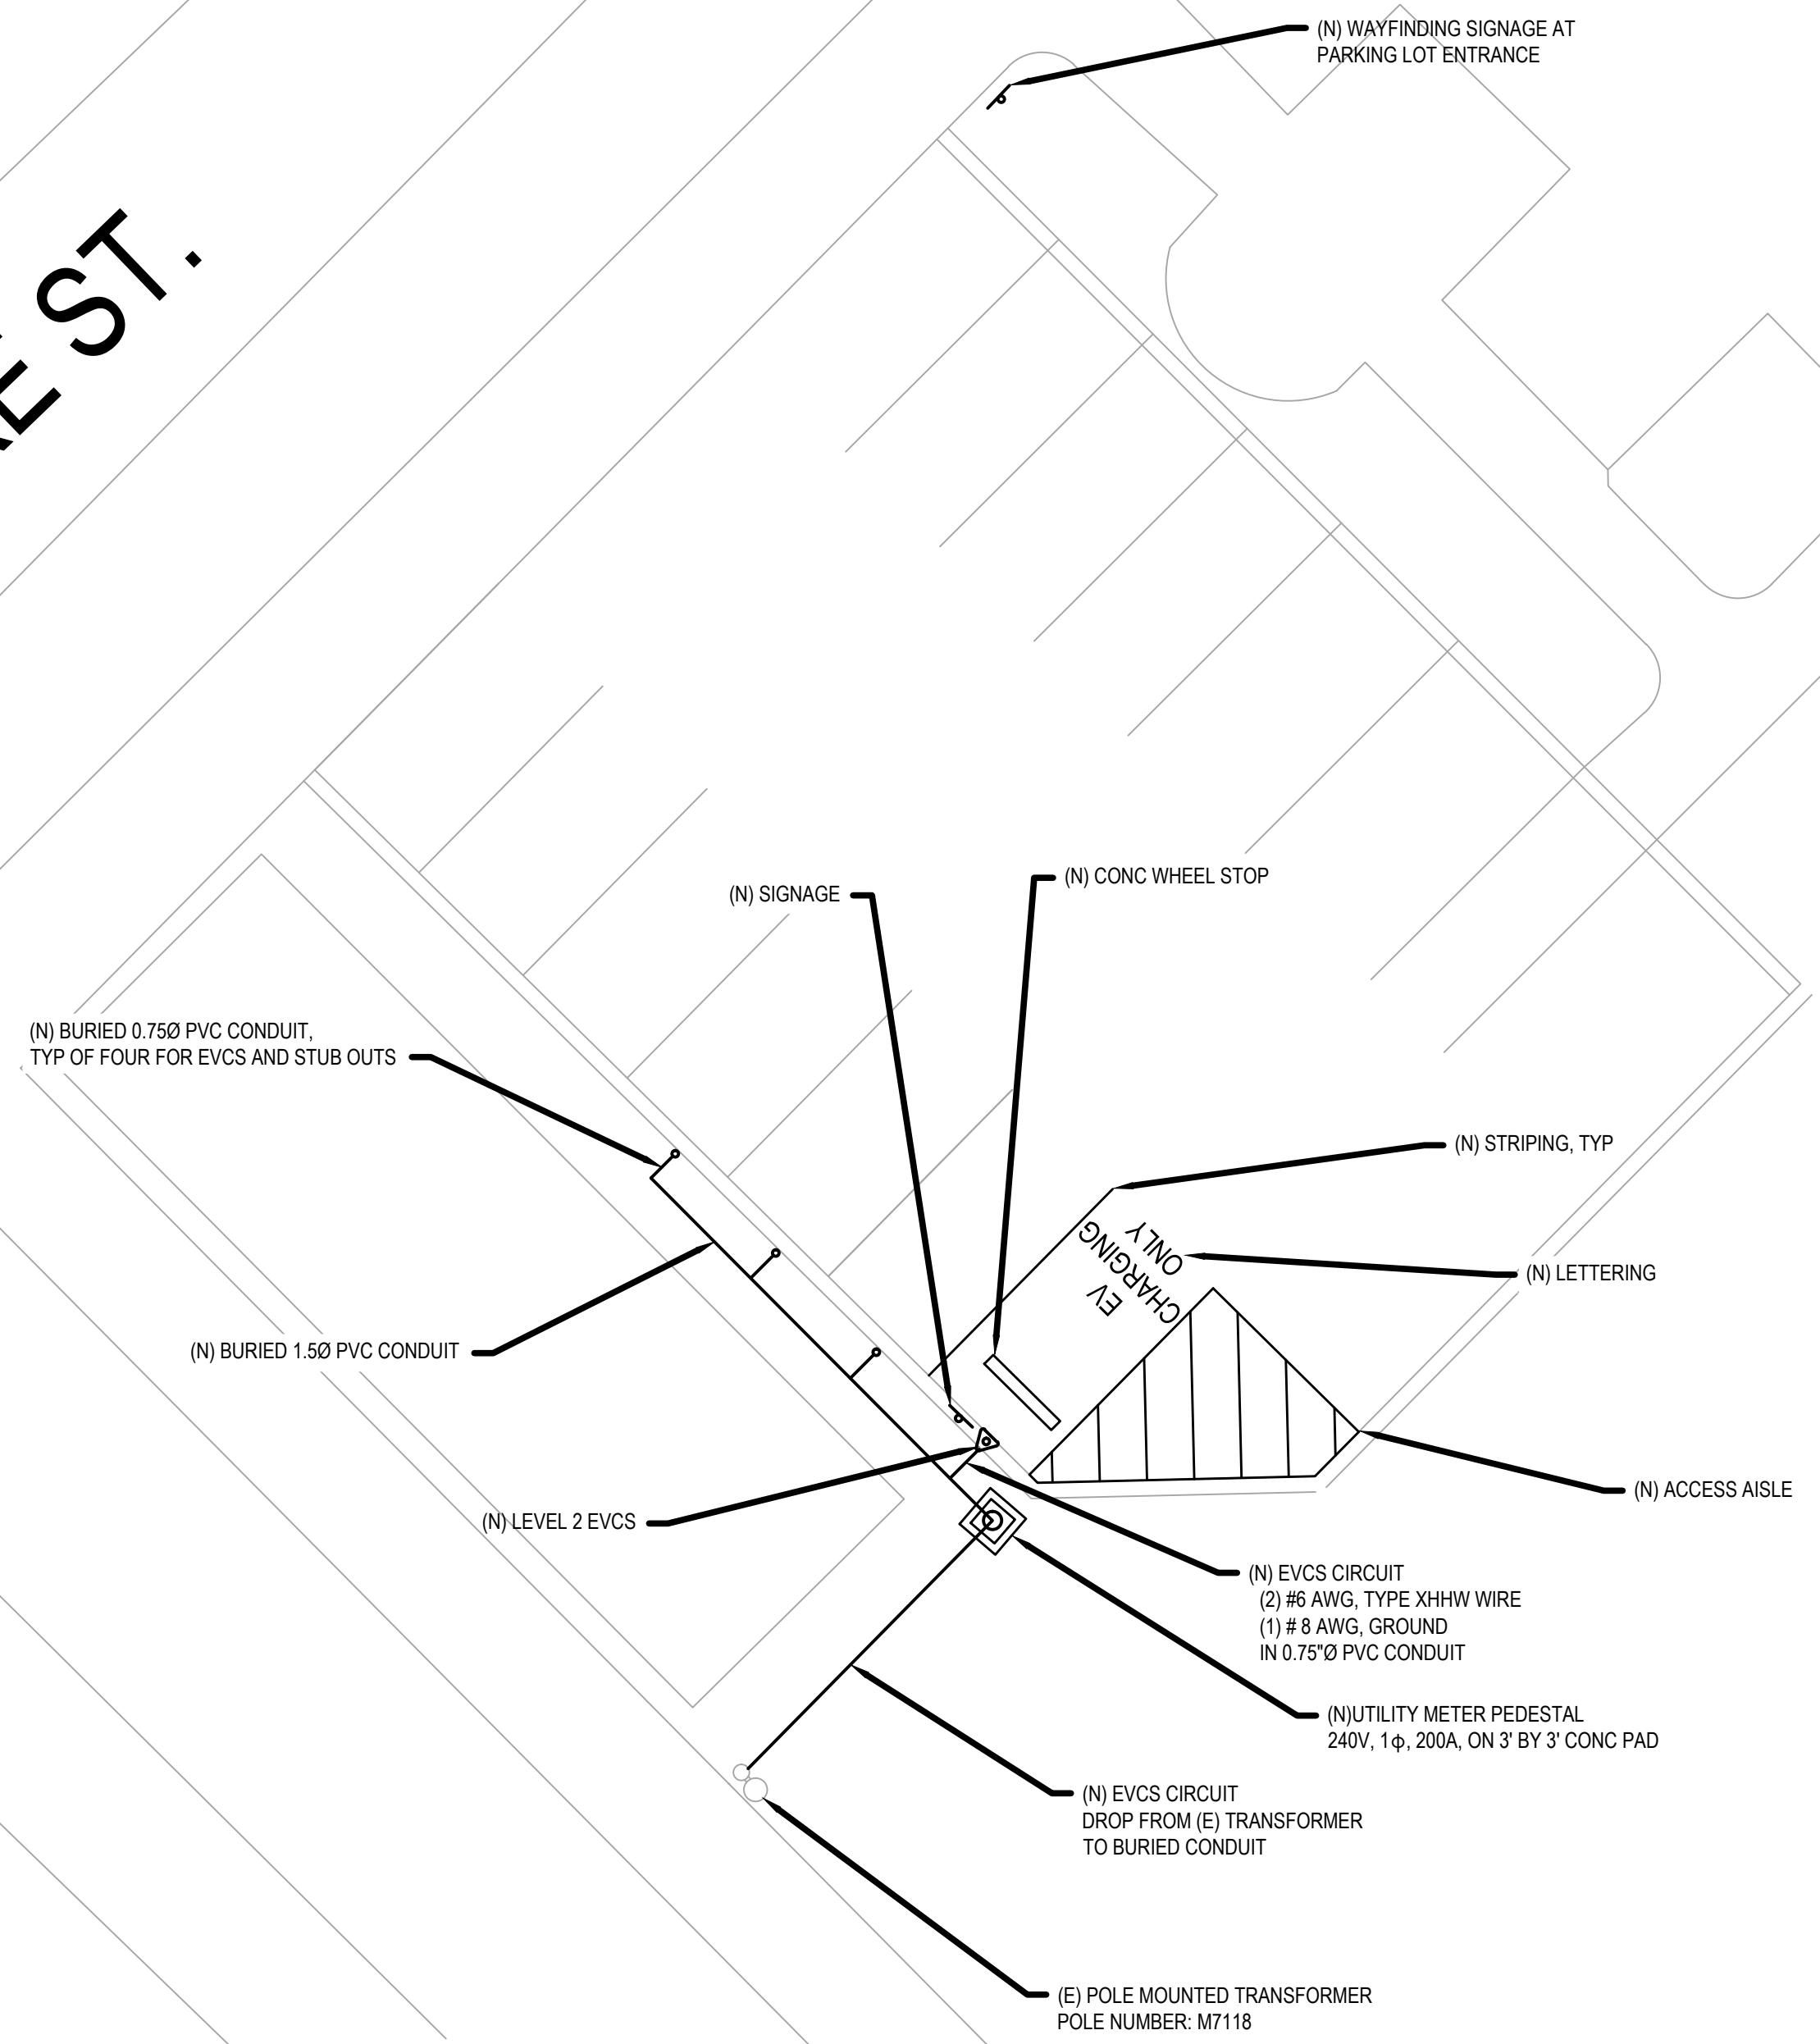 (N) WAYFINDING SIGNAGE AT
PARKING LOT ENTRANCE
ST.
(N) CONC WHEEL STOP
(N) SIGNAGE
(N) BURIED 0.75Ø PVC CONDUIT,
TYP OF FOUR FOR EVCS AND STUB OUTS
(N) STRIPING, TYP
EV
CHARGING
ONLY
(N) LETTERING
(N) BURIED 1.5Ø PVC CONDUIT
(N) ACCESS AISLE
(N) LEVEL 2 EVCS
(N) EVCS CIRCUIT
(2) #6 AWG, TYPE XHHW WIRE
(1) # 8 AWG, GROUND
IN 0.75"Ø PVC CONDUIT
(N)UTILITY METER PEDESTAL
240V, 1ϕ, 200A, ON 3' BY 3' CONC PAD
(N) EVCS CIRCUIT
DROP FROM (E) TRANSFORMER
TO BURIED CONDUIT
(E) POLE MOUNTED TRANSFORMER
POLE NUMBER: M7118